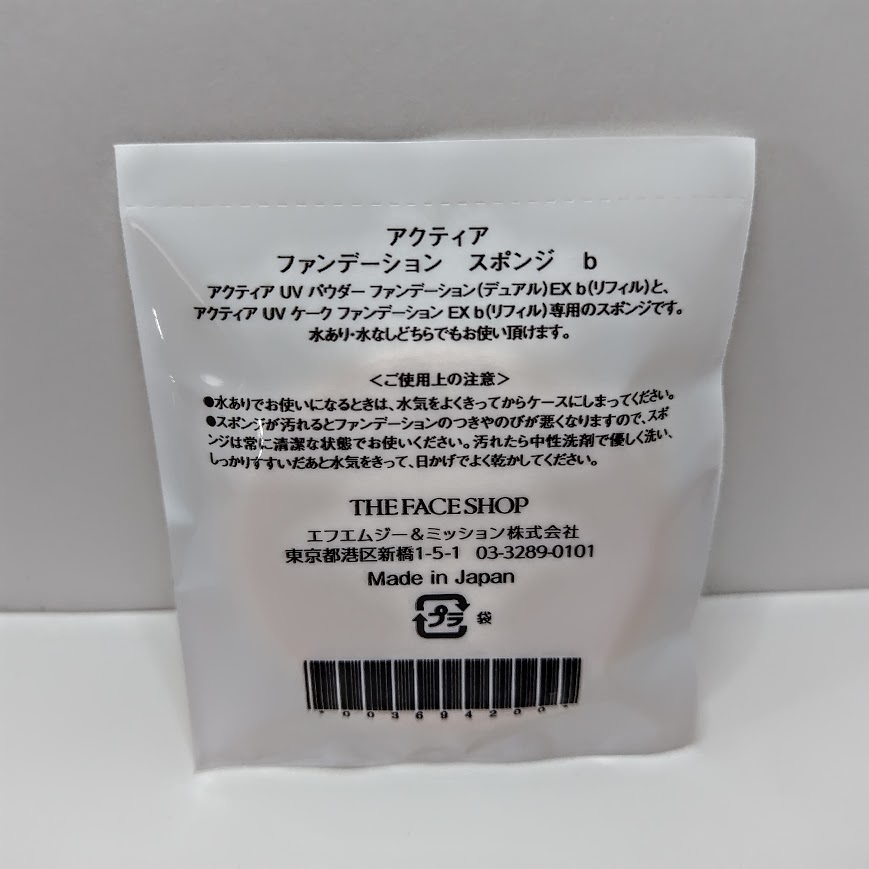 アクティア
ファンデーション　スポンジ　b
アクティア UV パウダー ファンデーション(デュアル)EX b(リフィル)と、
アクティア UV ケーク ファンデーション EX b(リフィル)専用のスポンジです。
水あり・水なしどちらでもお使い頂けます。
＜ご使用上の注意＞
●水ありでお使いになるときは、水気をよくきってからケースにしまってください。
●スポンジが汚れるとファンデーションのつきやのびが悪くなりますので、スポ
ンジは常に清潔な状態でお使いください。汚れたら中性洗剤で優しく洗い、
しっかりすすいだあと水気をきって、日かげでよく乾かしてください。
THE FACE SHOP
エフエムジー＆ミッション株式会社
東京都港区新橋1-5-1 03-3289-0101
Made in Japan
プラ 袋
*003694200*